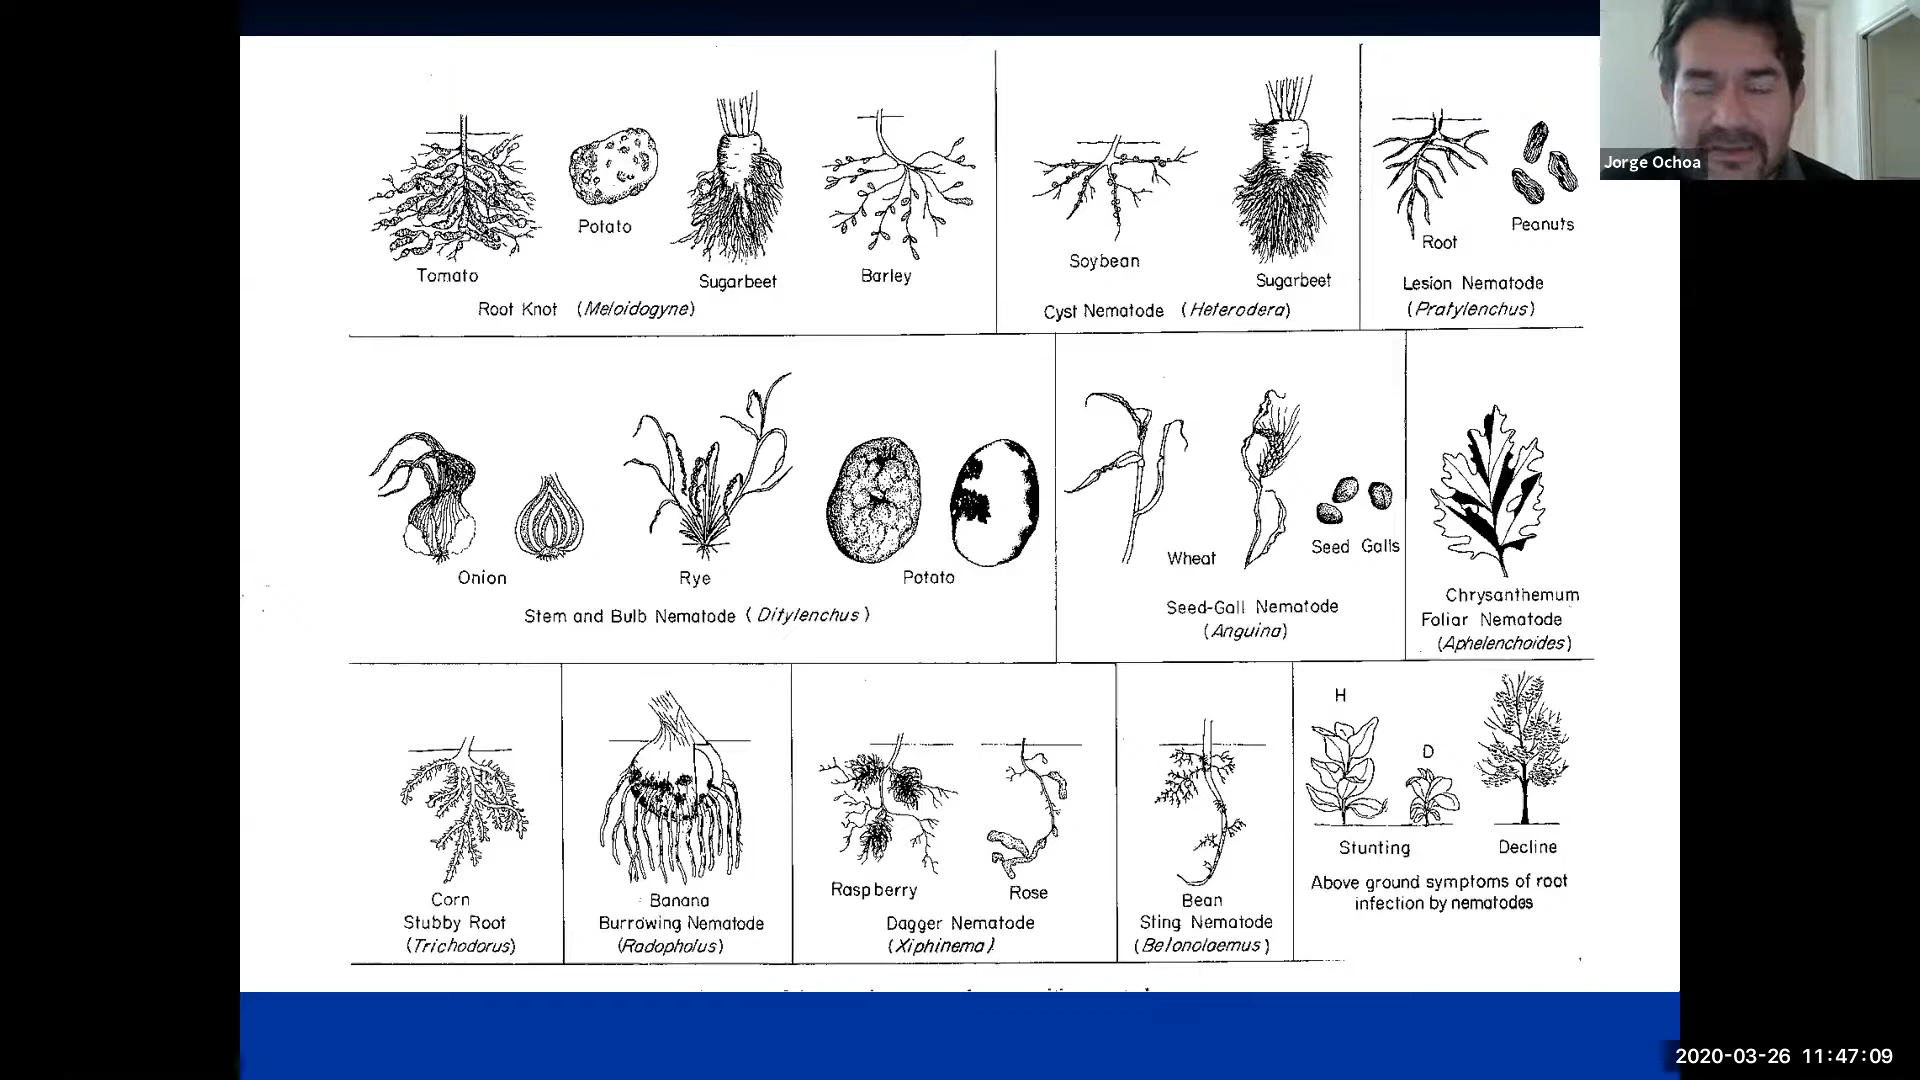 Jorge Ochoa
Tomato
Potato
Sugarbeet
Barley
Root Knot (Meloidogyne)
Soybean
Sugarbeet
Cyst Nematode (Heterodera)
Root
Peanuts
Lesion Nematode
(Pratylenchus)
Onion
Rye
Potato
Stem and Bulb Nematode (Ditylenchus)
Wheat
Seed Galls
Seed-Gall Nematode
(Anguina)
Chrysanthemum
Foliar Nematode
(Aphelenchoides)
Corn
Stubby Root
(Trichodorus)
Banana
Burrowing Nematode
(Radopholus)
Raspberry
Rose
Dagger Nematode
(Xiphinema)
Bean
Sting Nematode
(Belonolaemus)
H
D
Stunting
Decline
Above ground symptoms of root
infection by nematodes
2020-03-26 11:47:09